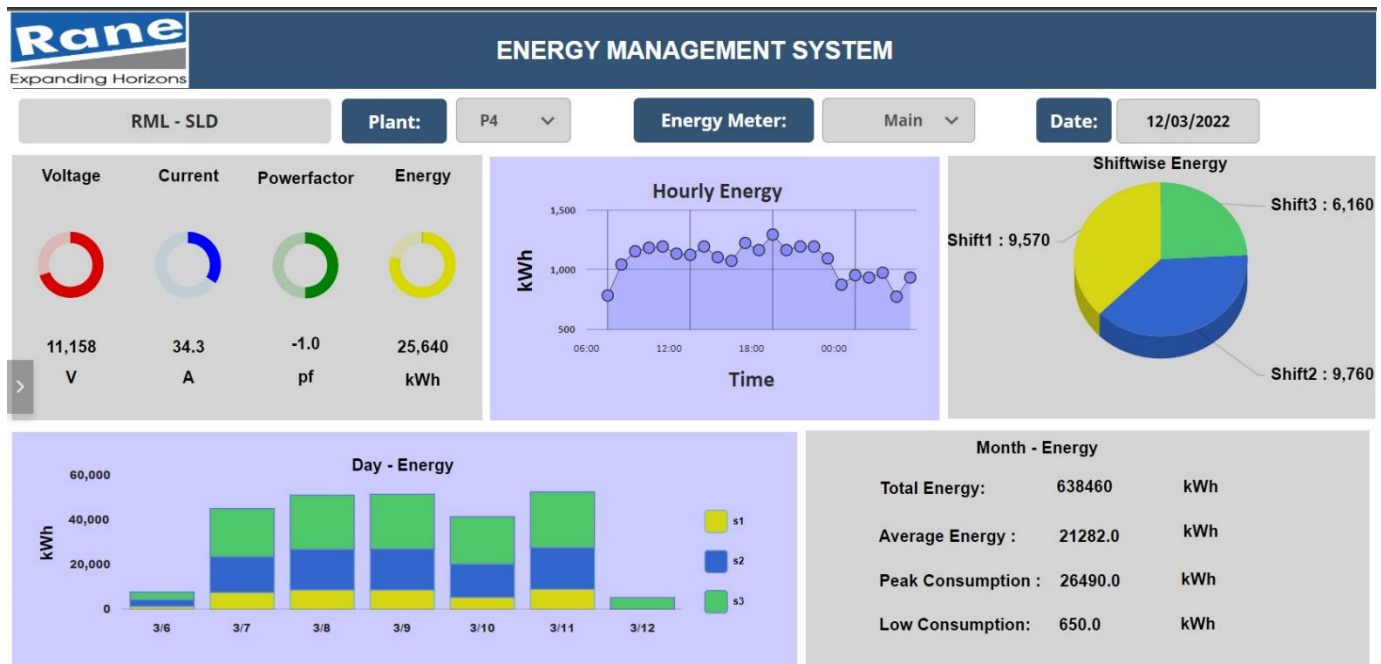 Rane
Expanding Horizons
ENERGY MANAGEMENT SYSTEM
RML - SLD
Plant:
P4
Energy Meter:
Main
Date:
12/03/2022
Voltage Current Powerfactor Energy
11,158 34.3 -1.0 25,640
V A pf kWh
Hourly Energy
1,500
1,000
500
kWh
06:00 12:00 18:00 00:00
Time
Shiftwise Energy
Shift3 : 6,160
Shift1 : 9,570
Shift2 : 9,760
Day - Energy
60,000
40,000
20,000
0
kWh
3/6 3/7 3/8 3/9 3/10 3/11 3/12
s1
s2
s3
Month - Energy
Total Energy: 638460 kWh
Average Energy : 21282.0 kWh
Peak Consumption : 26490.0 kWh
Low Consumption: 650.0 kWh